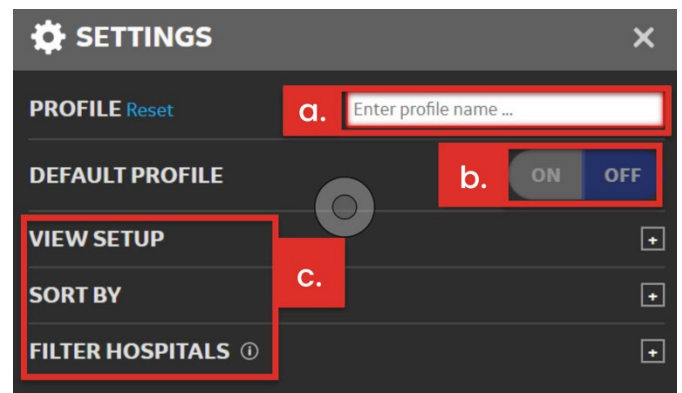 SETTINGS
PROFILE Reset a. Enter profile name ...
DEFAULT PROFILE b. ON OFF
VIEW SETUP
c.
SORT BY
FILTER HOSPITALS